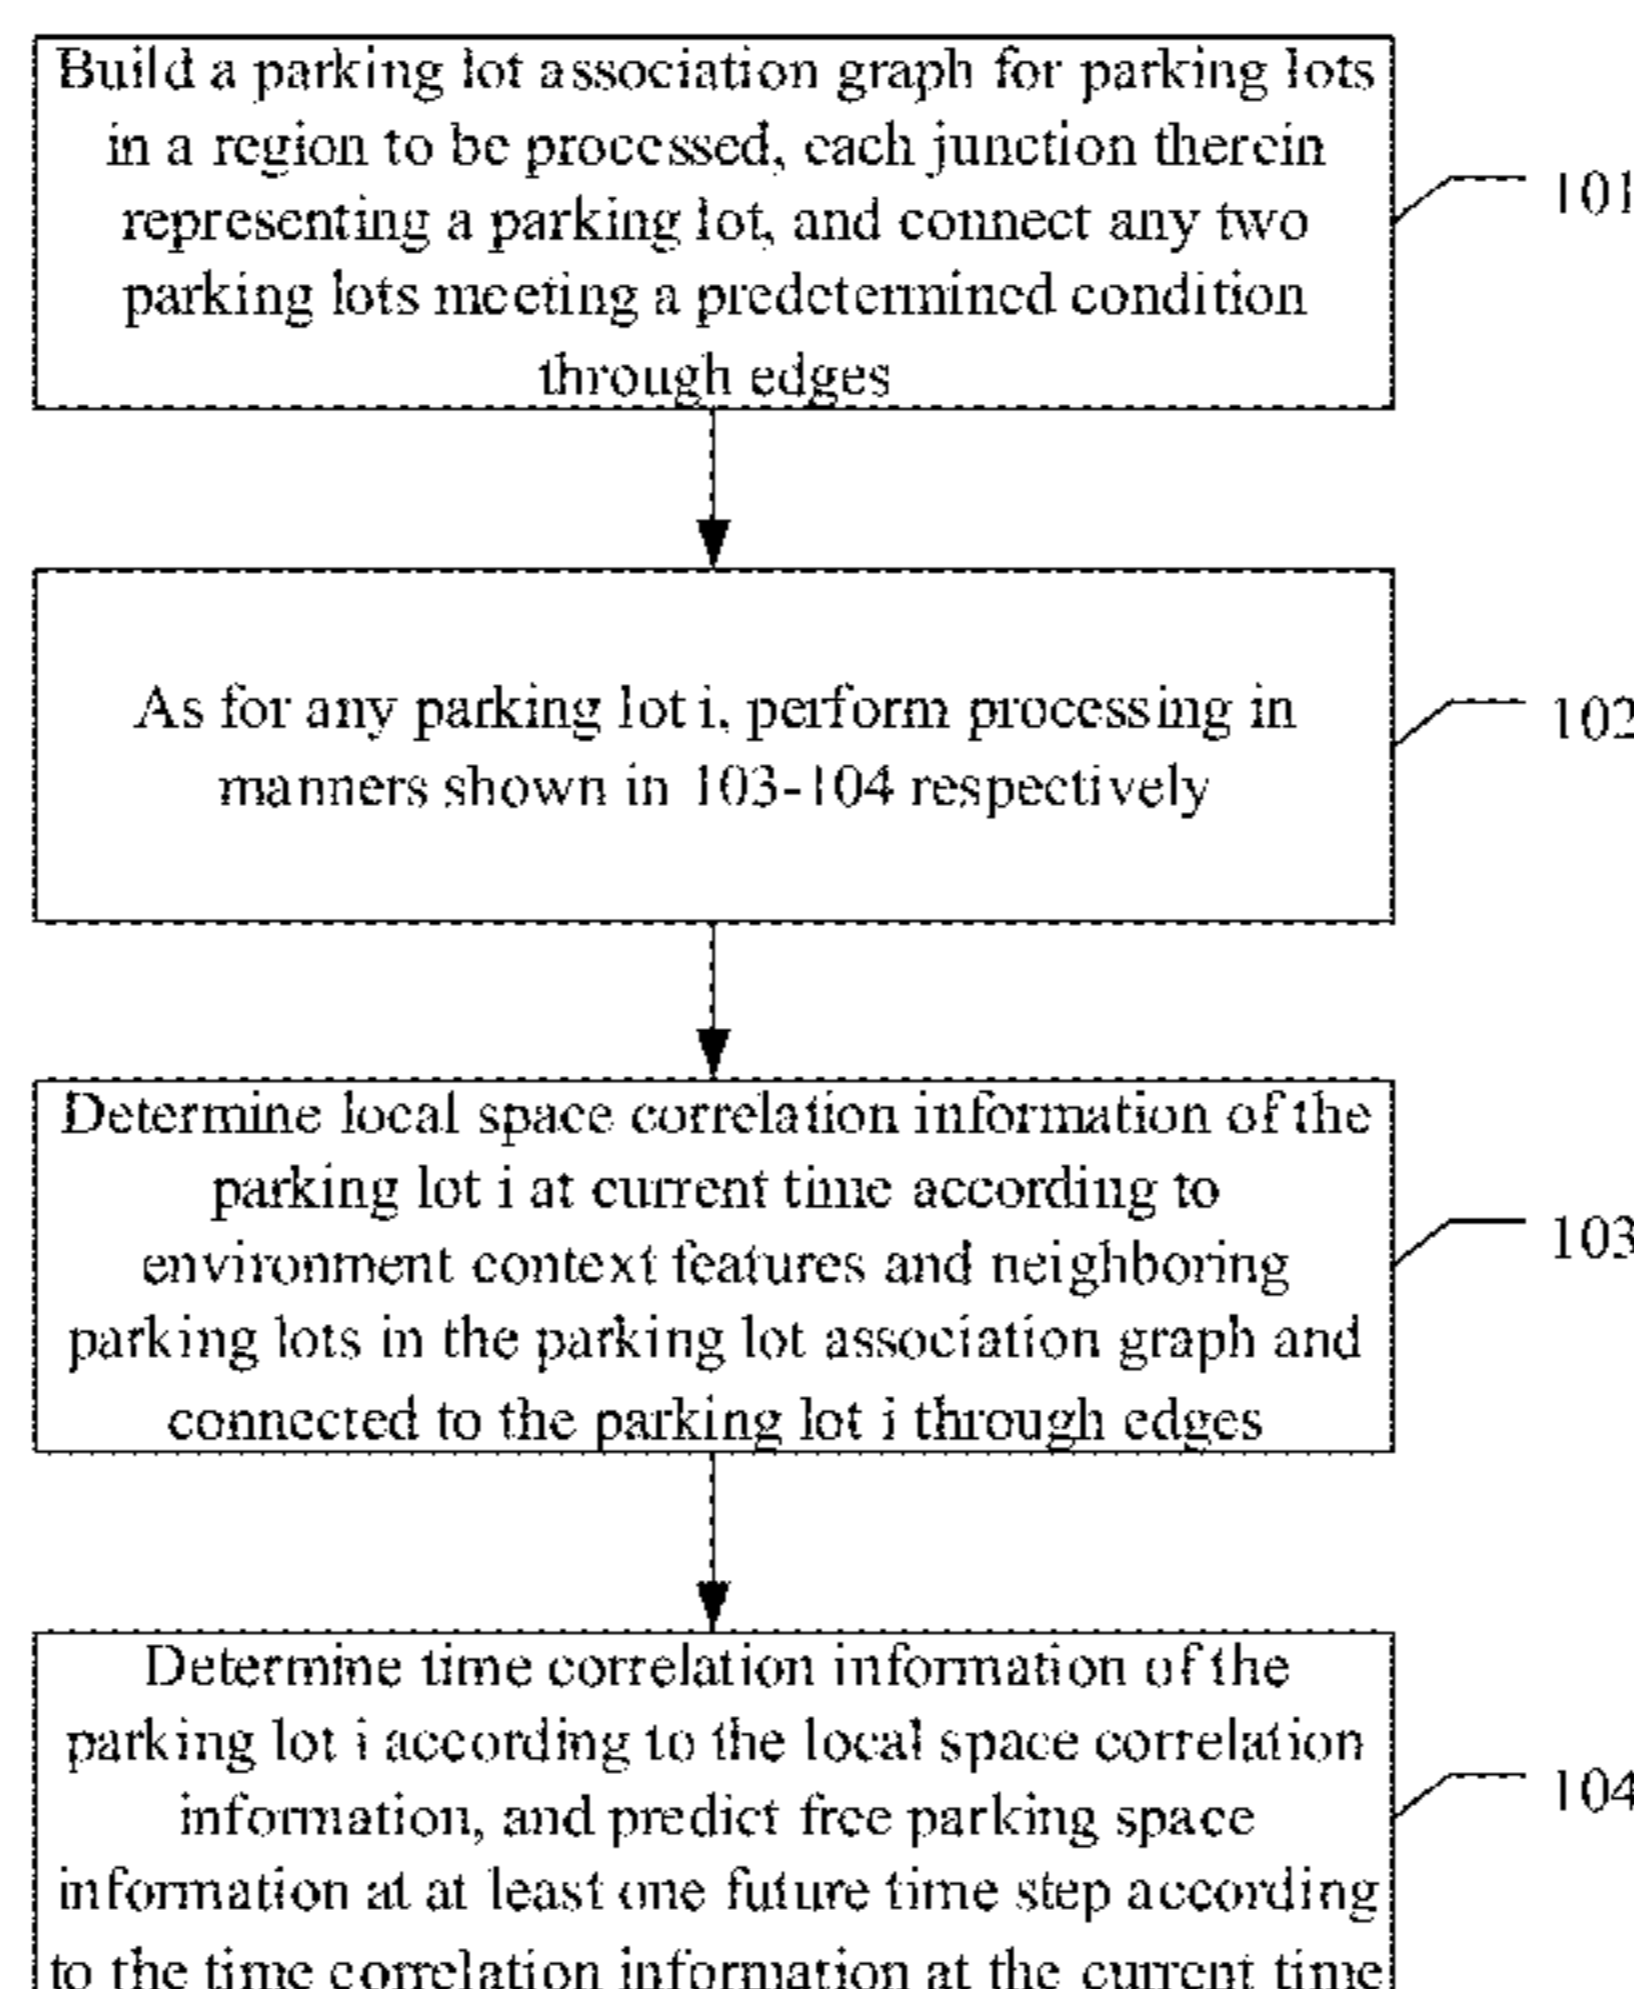 Build a parking lot association graph for parking lots
in a region to be processed, each junction therein
representing a parking lot, and connect any two
parking lots meeting a predetermined condition
through edges
101
As for any parking lot i, perform processing in
manners shown in 103-104 respectively
102
Determine local space correlation information of the
parking lot i at current time according to
environment context features and neighboring
parking lots in the parking lot association graph and
connected to the parking lot i through edges
103
Determine time correlation information of the
parking lot i according to the local space correlation
information, and predict free parking space
information at at least one future time step according
to the time correlation information at the current time
104